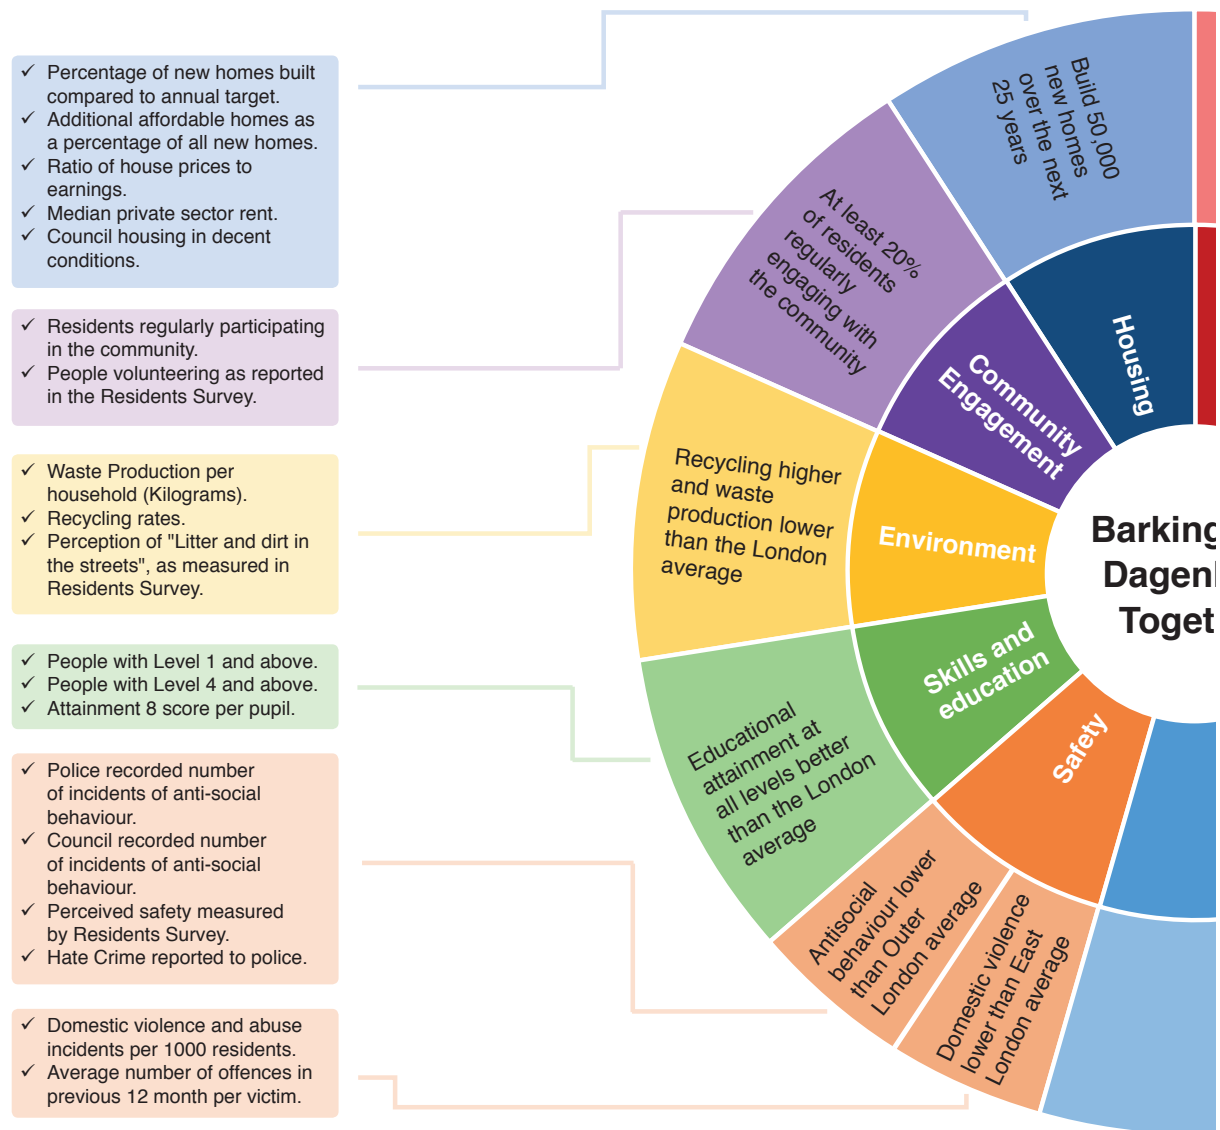 ✓ Percentage of new homes built
compared to annual target.
✓ Additional affordable homes as
a percentage of all new homes.
✓ Ratio of house prices to
earnings.
✓ Median private sector rent.
✓ Council housing in decent
conditions.
✓ Residents regularly participating
in the community.
✓ People volunteering as reported
in the Residents Survey.
✓ Waste Production per
household (Kilograms).
✓ Recycling rates.
✓ Perception of "Litter and dirt in
the streets", as measured in
Residents Survey.
✓ People with Level 1 and above.
✓ People with Level 4 and above.
✓ Attainment 8 score per pupil.
✓ Police recorded number
of incidents of anti-social
behaviour.
✓ Council recorded number
of incidents of anti-social
behaviour.
✓ Perceived safety measured
by Residents Survey.
✓ Hate Crime reported to police.
✓ Domestic violence and abuse
incidents per 1000 residents.
✓ Average number of offences in
previous 12 month per victim.
Build 50,000
new homes
over the next
25 years
Housing
At least 20%
of residents
regularly
engaging with
the community
Community
Engagement
Recycling higher
and waste
production lower
than the London
average
Environment
Educational
attainment at
all levels better
than the London
average
Skills and
education
Antisocial
behaviour lower
than Outer
London average
Domestic violence
lower than East
London average
Safety
Barking
Dagenh
Toget